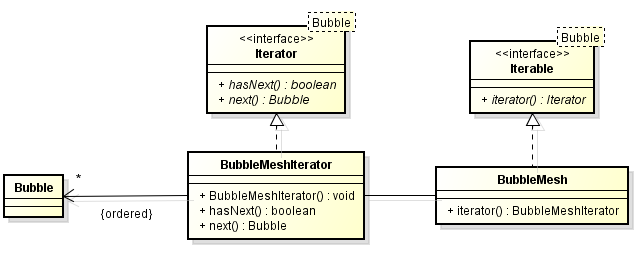 Bubble
<<interface>>
Iterator
+ hasNext() : boolean
+ next() : Bubble
Bubble
<<interface>>
Iterable
+ iterator() : Iterator
Bubble
*
{ordered}
BubbleMeshIterator
+ BubbleMeshIterator() : void
+ hasNext() : boolean
+ next() : Bubble
BubbleMesh
+ iterator() : BubbleMeshIterator